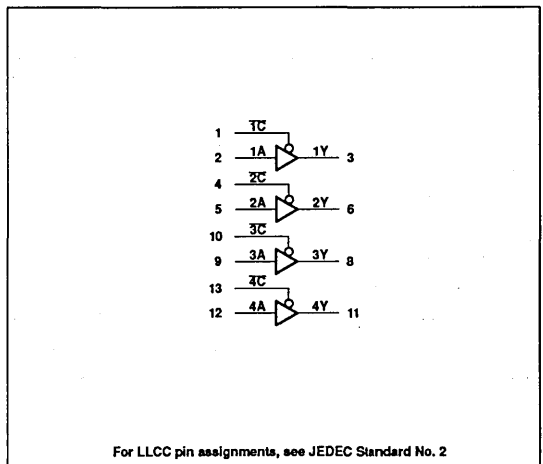 1C̅
1
2 1A 1Y 3
4 2C̅
5 2A 2Y 6
10 3C̅
9 3A 3Y 8
13 4C̅
12 4A 4Y 11
For LLCC pin assignments, see JEDEC Standard No. 2